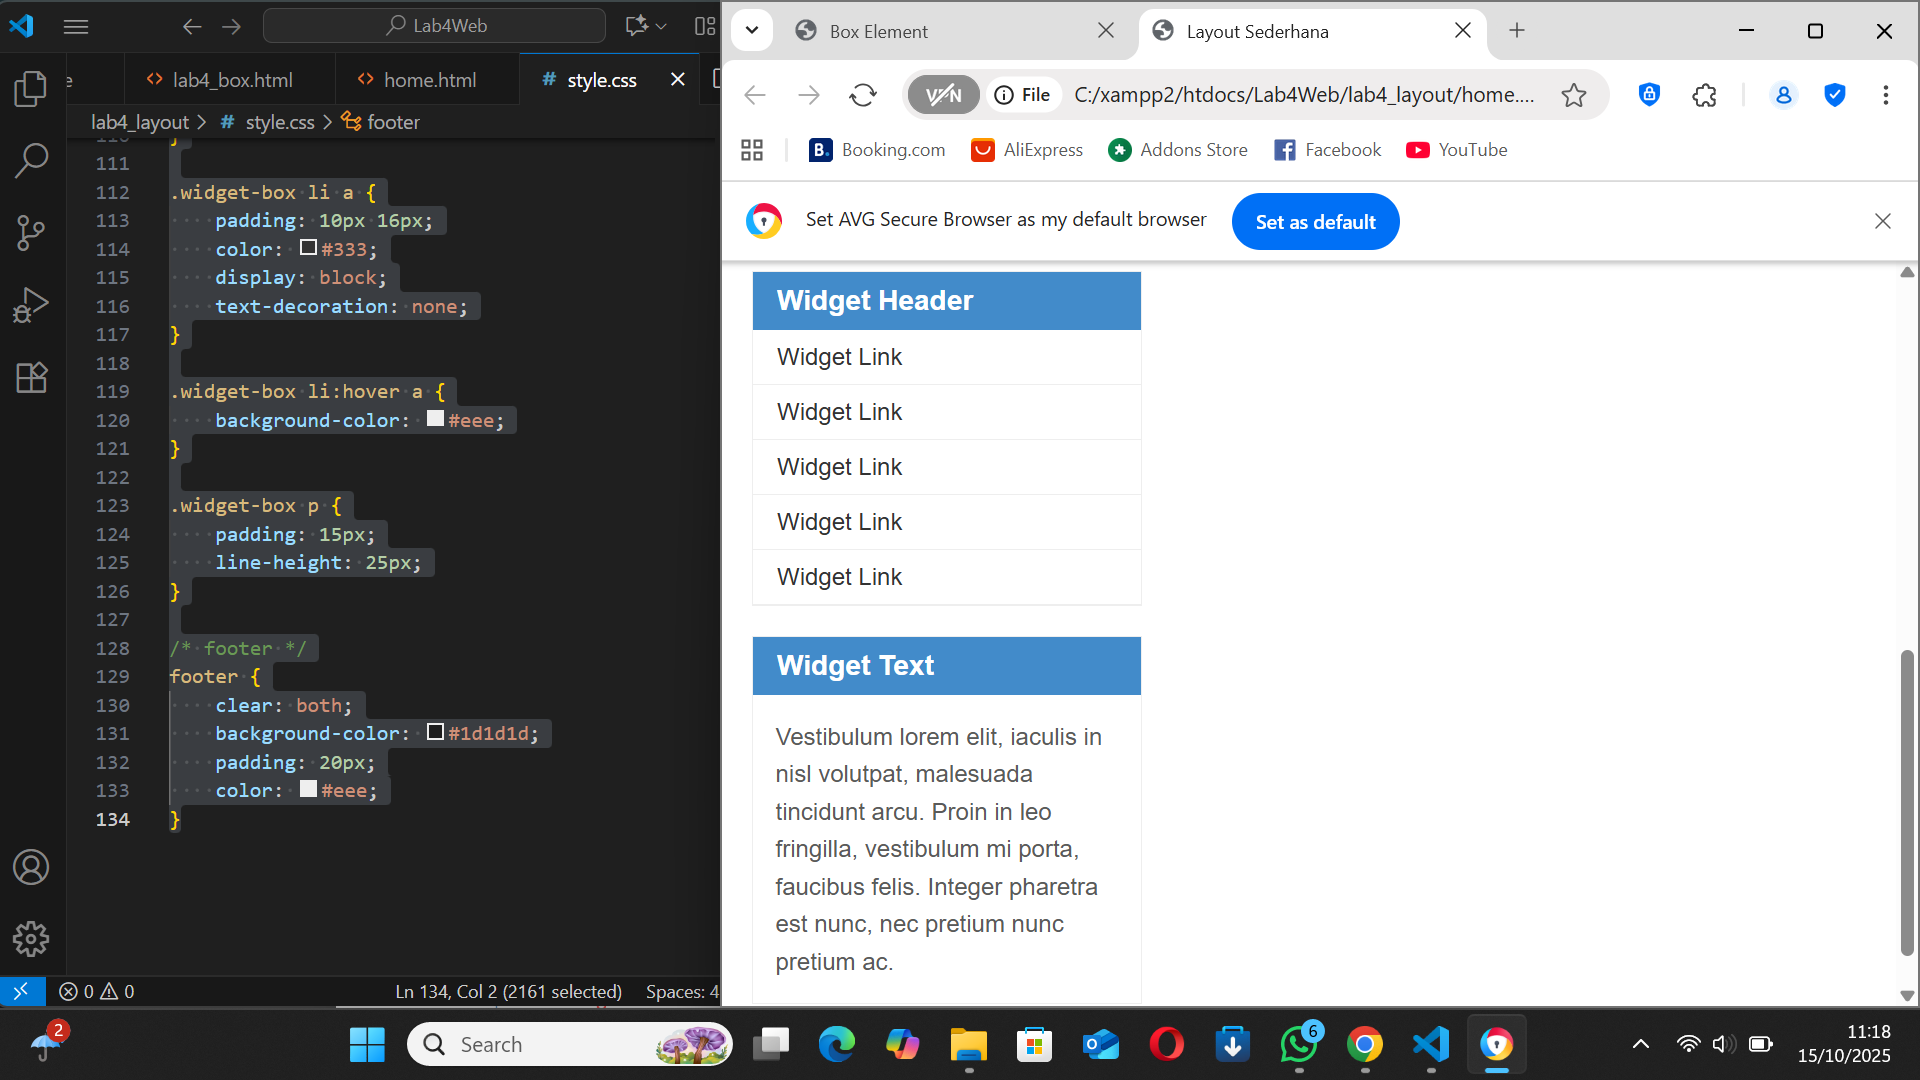 Lab4Web
e
lab4_box.html
home.html
# style.css
lab4_layout > # style.css > footer
}
111
112 .widget-box li a {
113 padding: 10px 16px;
114 color: #333;
115 display: block;
116 text-decoration: none;
117 }
118
119 .widget-box li:hover a {
120 background-color: #eee;
121 }
122
123 .widget-box p {
124 padding: 15px;
125 line-height: 25px;
126 }
127
128 /* footer */
129 footer {
130 clear: both;
131 background-color: #1d1d1d;
132 padding: 20px;
133 color: #eee;
134 }
0 0
Ln 134, Col 2 (2161 selected) Spaces: 4
Box Element
Layout Sederhana
VPN
File
C:/xampp2/htdocs/Lab4Web/lab4_layout/home....
B. Booking.com
AliExpress
Addons Store
Facebook
YouTube
Set AVG Secure Browser as my default browser
Set as default
Widget Header
Widget Link
Widget Link
Widget Link
Widget Link
Widget Link
Widget Text
Vestibulum lorem elit, iaculis in
nisl volutpat, malesuada
tincidunt arcu. Proin in leo
fringilla, vestibulum mi porta,
faucibus felis. Integer pharetra
est nunc, nec pretium nunc
pretium ac.
2
Search
6
11:18
15/10/2025